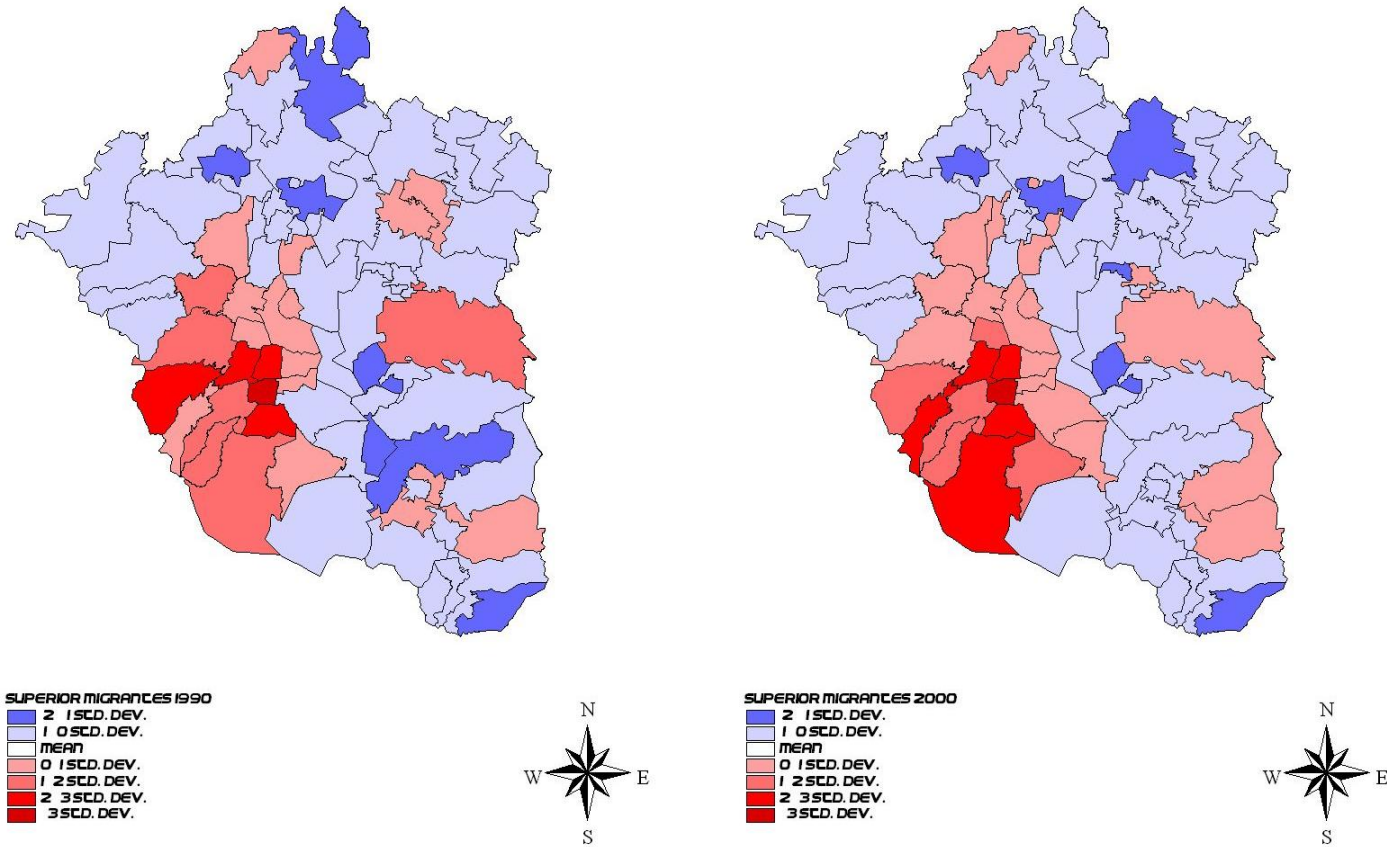 SUPERIOR MIGRANTES 1990
2 1 STD. DEV.
1 0 STD. DEV.
MEAN
0 1 STD. DEV.
1 2 STD. DEV.
2 3 STD. DEV.
3 STD. DEV.
N
W E
S
SUPERIOR MIGRANTES 2000
2 1 STD. DEV.
1 0 STD. DEV.
MEAN
0 1 STD. DEV.
1 2 STD. DEV.
2 3 STD. DEV.
3 STD. DEV.
N
W E
S